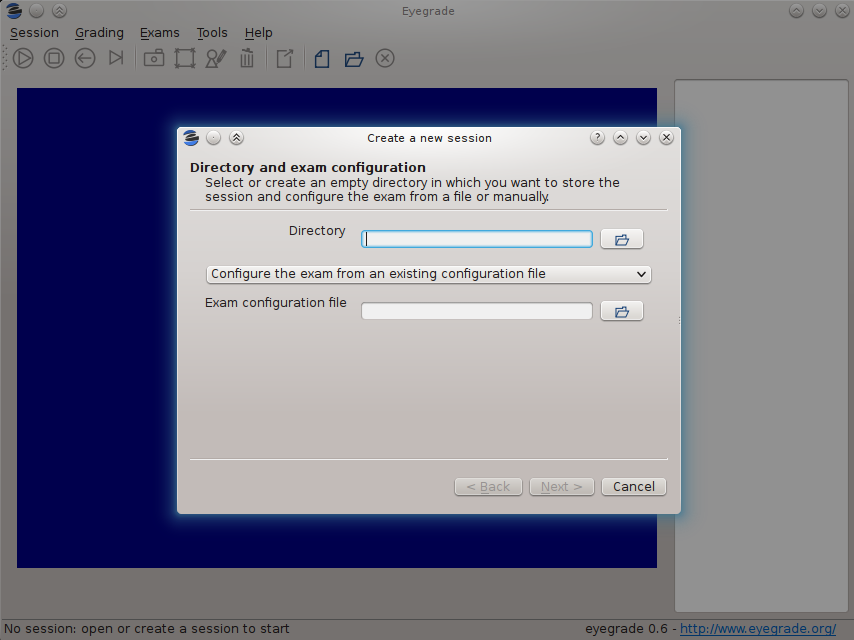 Eyegrade
Session Grading Exams Tools Help
Create a new session
Directory and exam configuration
Select or create an empty directory in which you want to store the
session and configure the exam from a file or manually.
Directory
Configure the exam from an existing configuration file
Exam configuration file
< Back Next > Cancel
No session: open or create a session to start
eyegrade 0.6 - http://www.eyegrade.org/